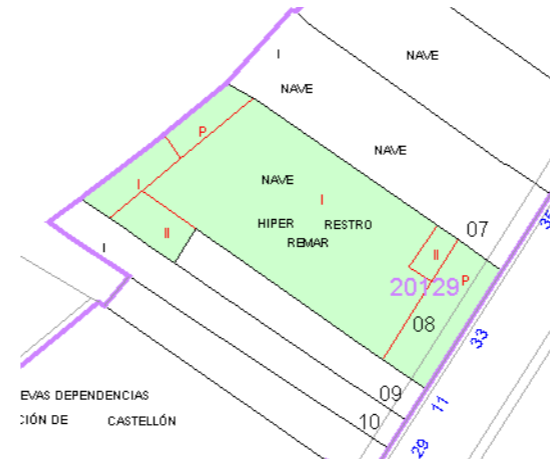 I
NAVE
NAVE
P
NAVE
I
NAVE
I
HIPER RESTRO
REMAR
II
I
07
35
II
P
20129
08
33
EVAS DEPENDENCIAS
09
11
CIÓN DE CASTELLÓN
10
29